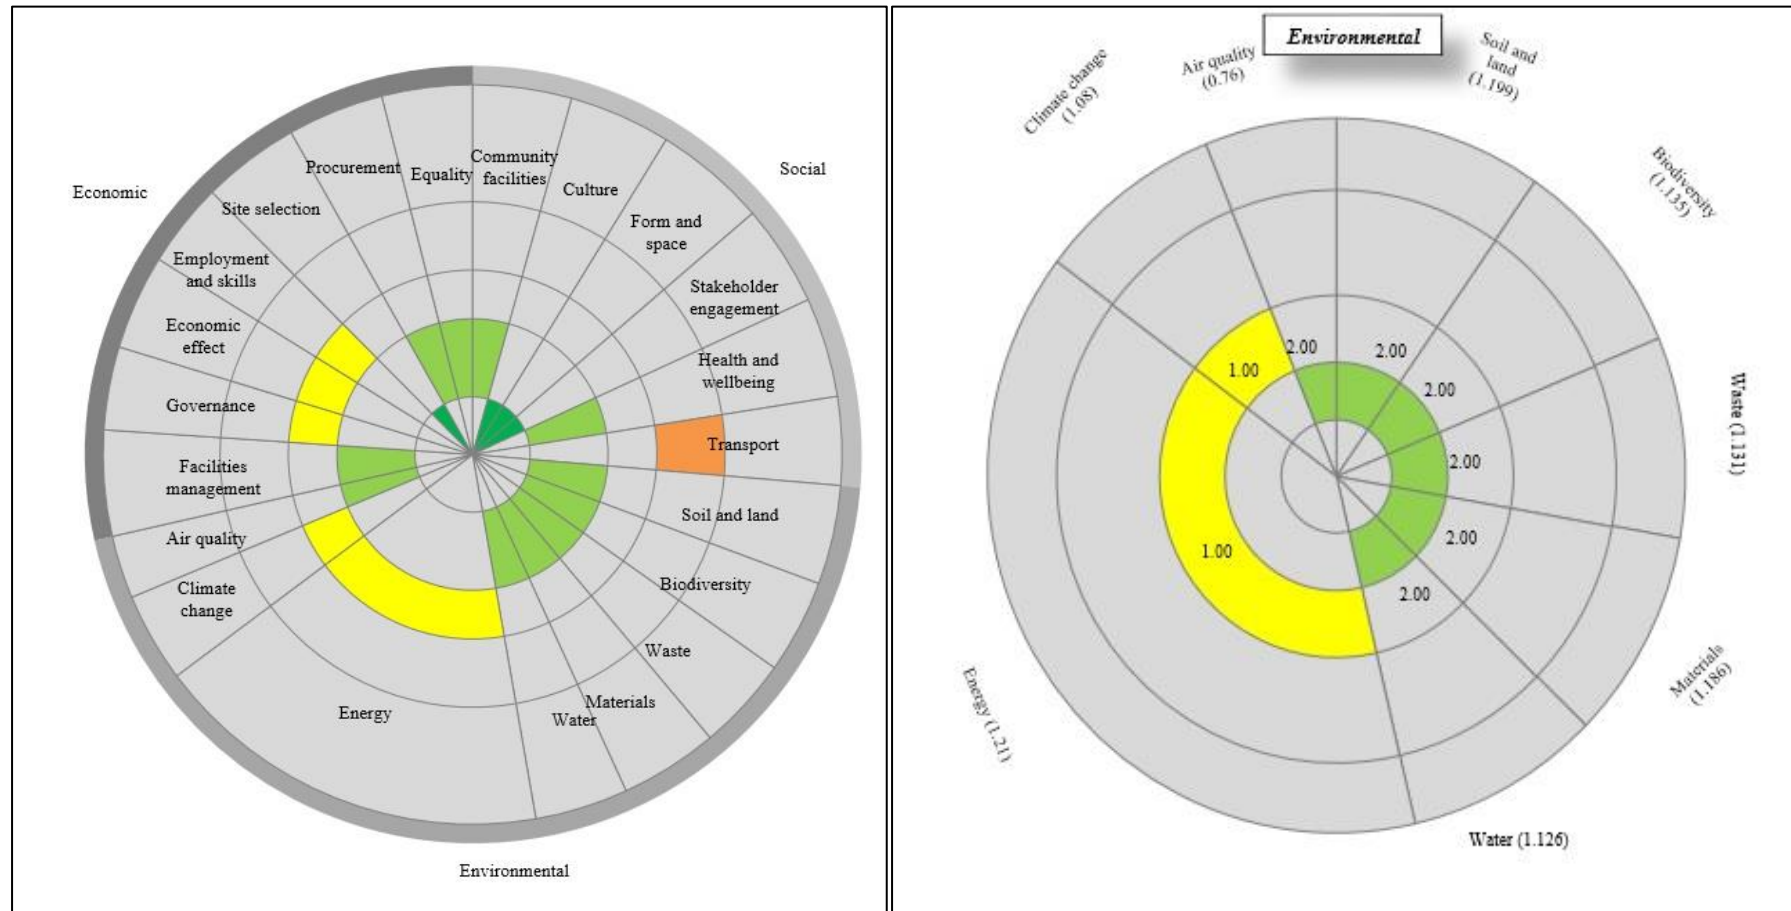 Economic
Social
Procurement
Equality
Community
facilities
Culture
Site selection
Form and
space
Employment
and skills
Stakeholder
engagement
Economic
effect
Health and
wellbeing
Governance
Transport
Facilities
management
Soil and land
Air quality
Biodiversity
Climate
change
Waste
Energy
Materials
Water
Environmental
Environmental
Climate change
(1.08)
Air quality
(0.76)
Soil and
land
(1.199)
Biodiversity
(1.135)
Waste (1.131)
Materials
(1.186)
Water (1.126)
Energy (1.21)
2.00
2.00
1.00
2.00
2.00
2.00
1.00
2.00